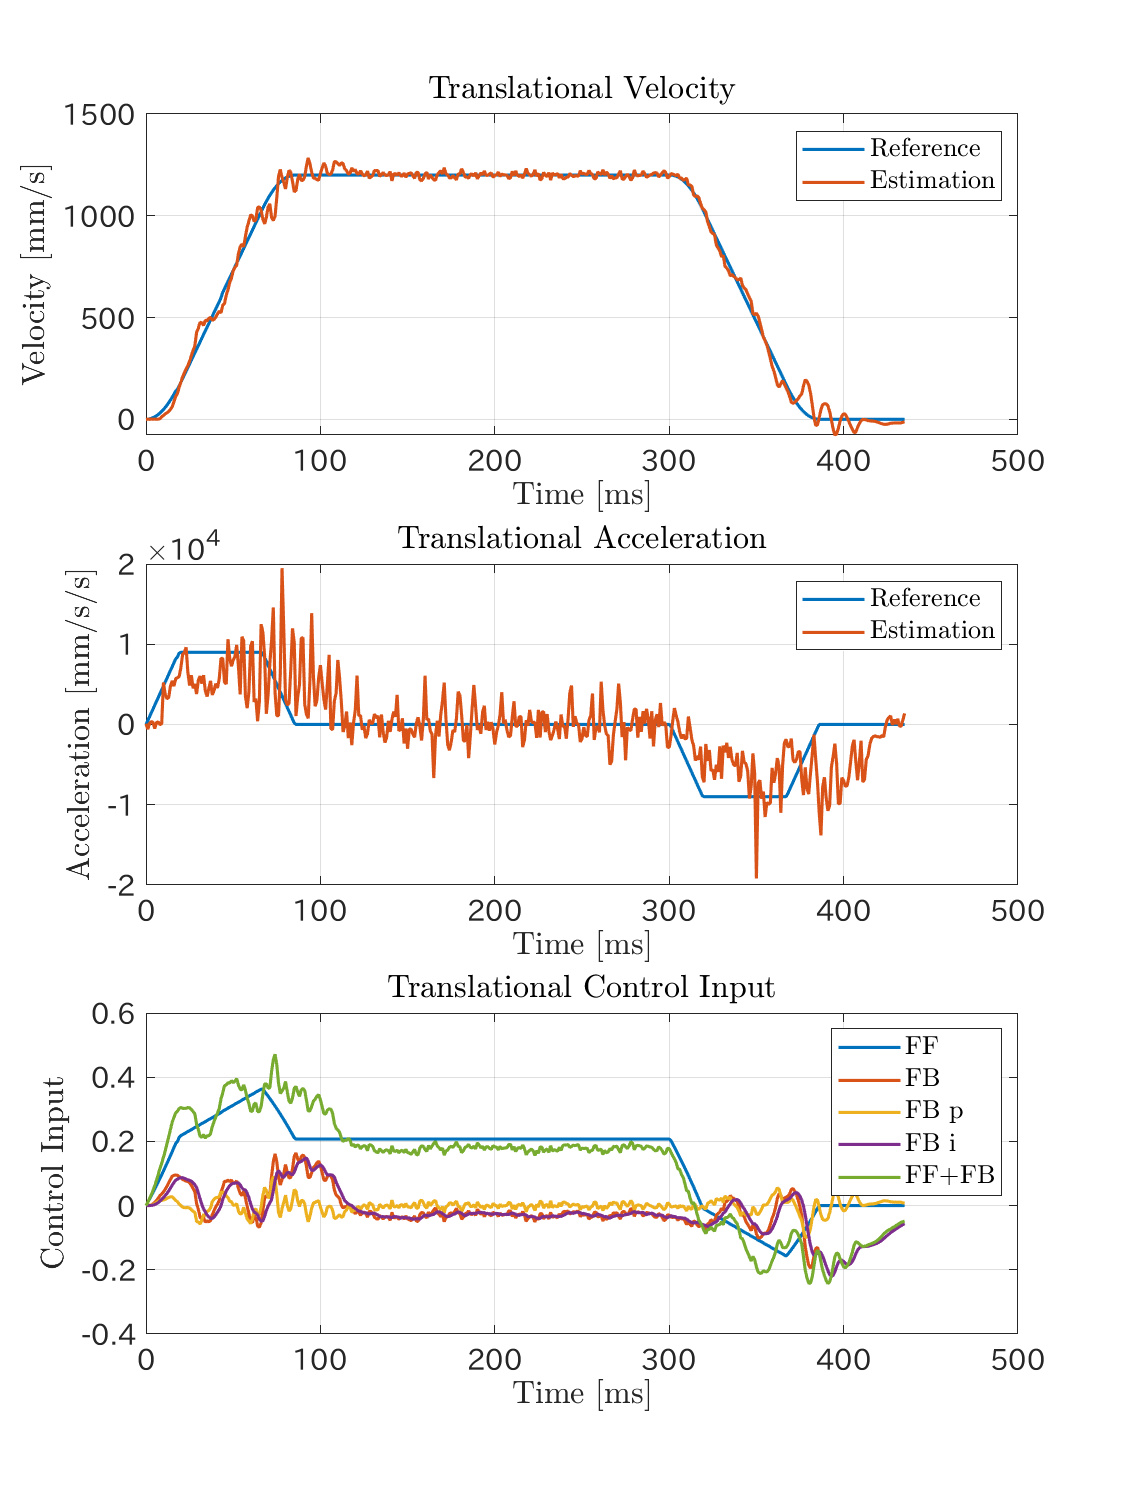 Translational Velocity
1500
1000
500
0
Velocity [mm/s]
Reference
Estimation
0 100 200 300 400 500
Time [ms]
Translational Acceleration
×10^4
2
1
0
-1
-2
Acceleration [mm/s/s]
Reference
Estimation
0 100 200 300 400 500
Time [ms]
Translational Control Input
0.6
0.4
0.2
0
-0.2
-0.4
Control Input
FF
FB
FB p
FB i
FF+FB
0 100 200 300 400 500
Time [ms]